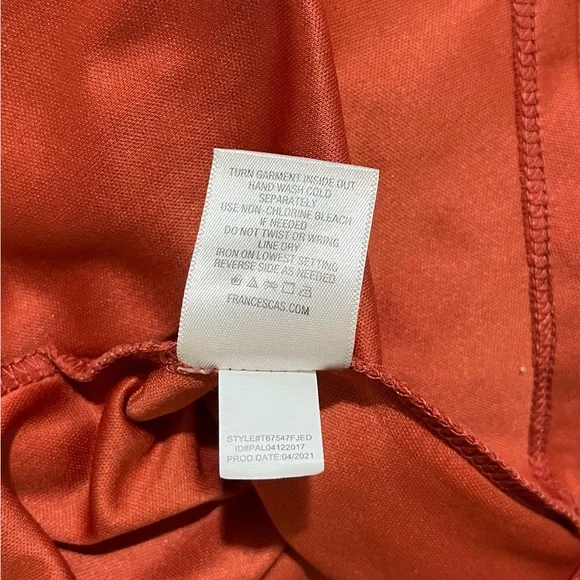 TURN GARMENT INSIDE OUT
HAND WASH COLD
SEPARATELY
USE NON-CHLORINE BLEACH
IF NEEDED
DO NOT TWIST OR WRING
LINE DRY
IRON ON LOWEST SETTING
REVERSE SIDE AS NEEDED
FRANCESCAS.COM
STYLE#T67547FJED
ID#PAL04122017
PROD.DATE:04/2021